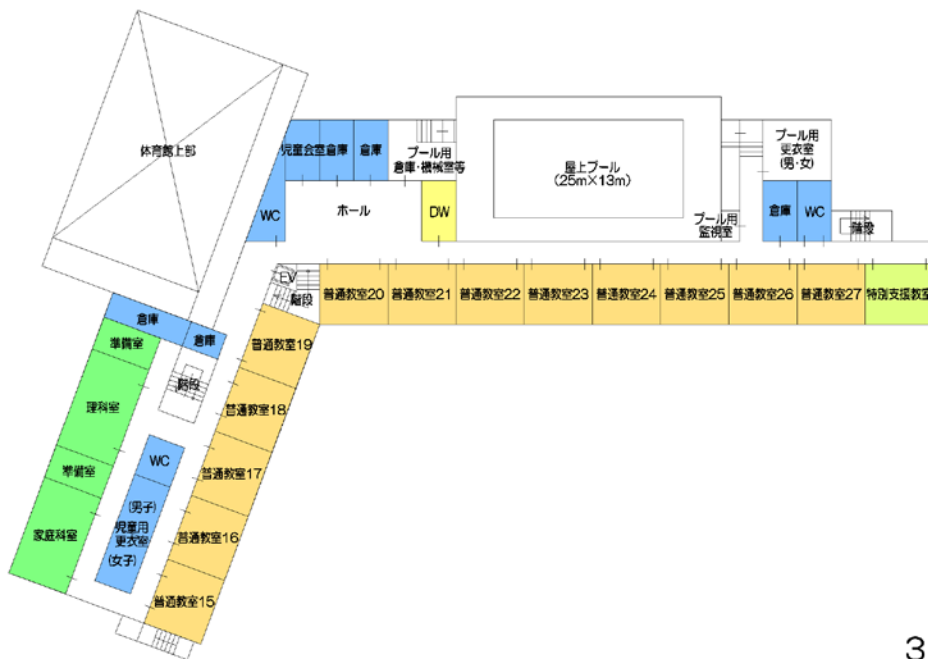 体育館上部
児童会室
倉庫
倉庫
プール用
倉庫・機械室等
屋上プール
(25m×13m)
プール用
更衣室
(男・女)
WC
ホール
DW
プール用
監視室
倉庫
WC
階段
EV
階段
普通教室20
普通教室21
普通教室22
普通教室23
普通教室24
普通教室25
普通教室26
普通教室27
特別支援教室
倉庫
倉庫
準備室
普通教室19
階段
理科室
普通教室18
WC
準備室
普通教室17
(男子)
児童用
更衣室
(女子)
家庭科室
普通教室16
普通教室15
3